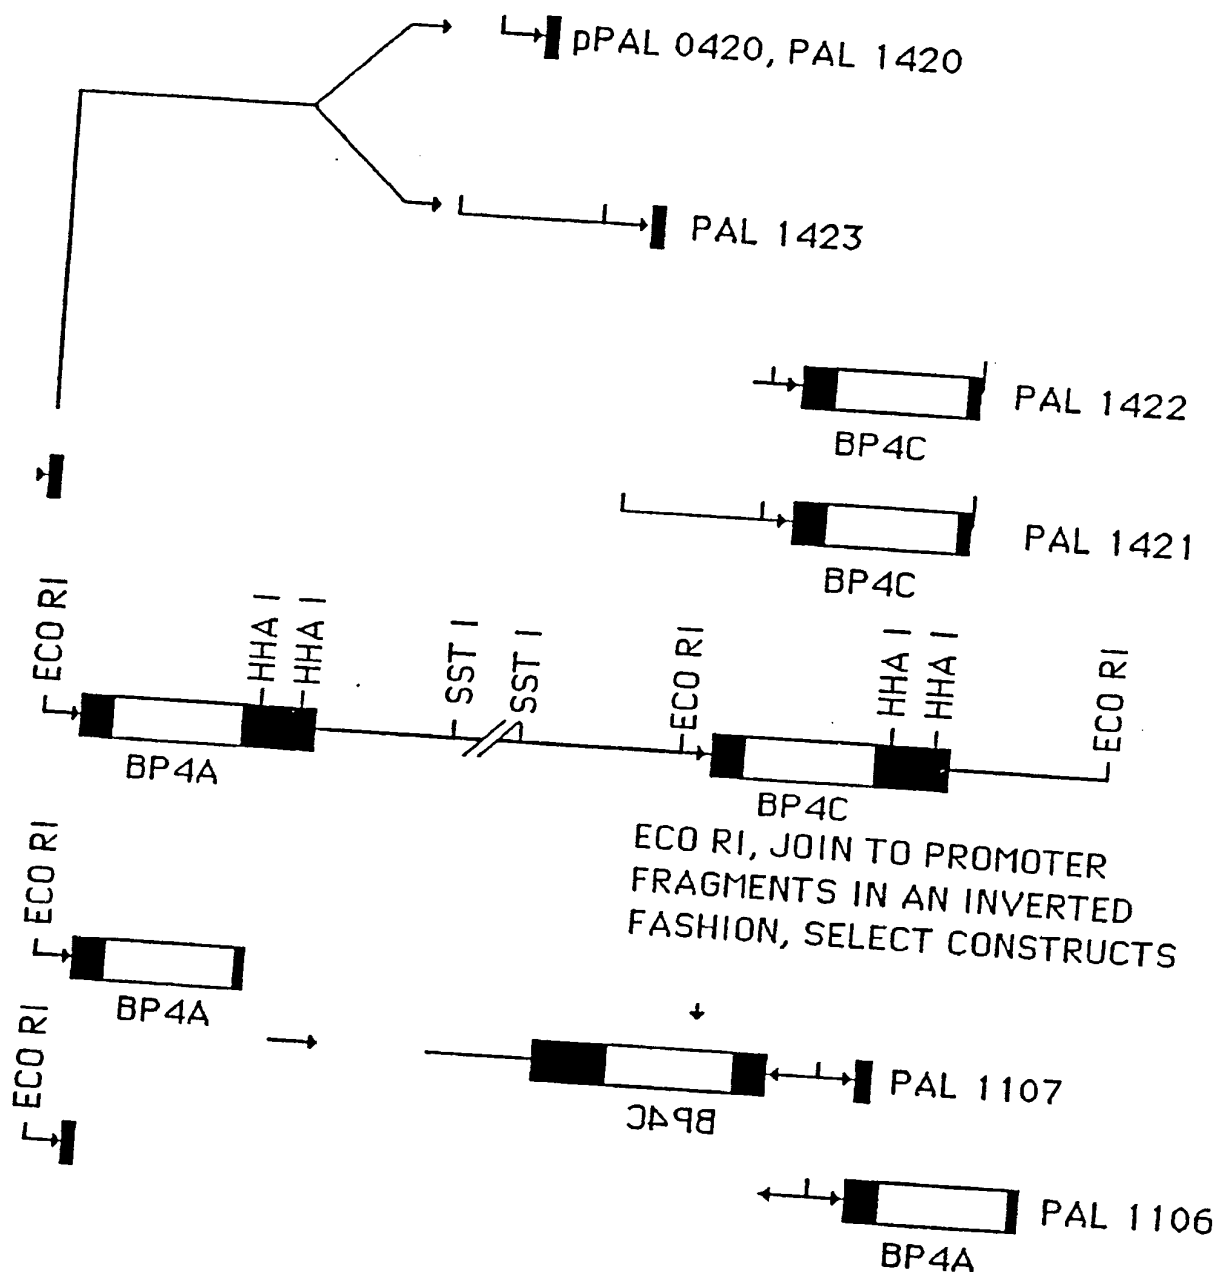 pPAL 0420, PAL 1420
PAL 1423
PAL 1422
BP4C
PAL 1421
BP4C
ECO RI
HHA I
HHA I
SST I
SST I
ECO RI
HHA I
HHA I
ECO RI
BP4A
BP4C
ECO RI, JOIN TO PROMOTER
FRAGMENTS IN AN INVERTED
FASHION, SELECT CONSTRUCTS
ECO RI
BP4A
ECO RI
PAL 1107
BP4C
PAL 1106
BP4A